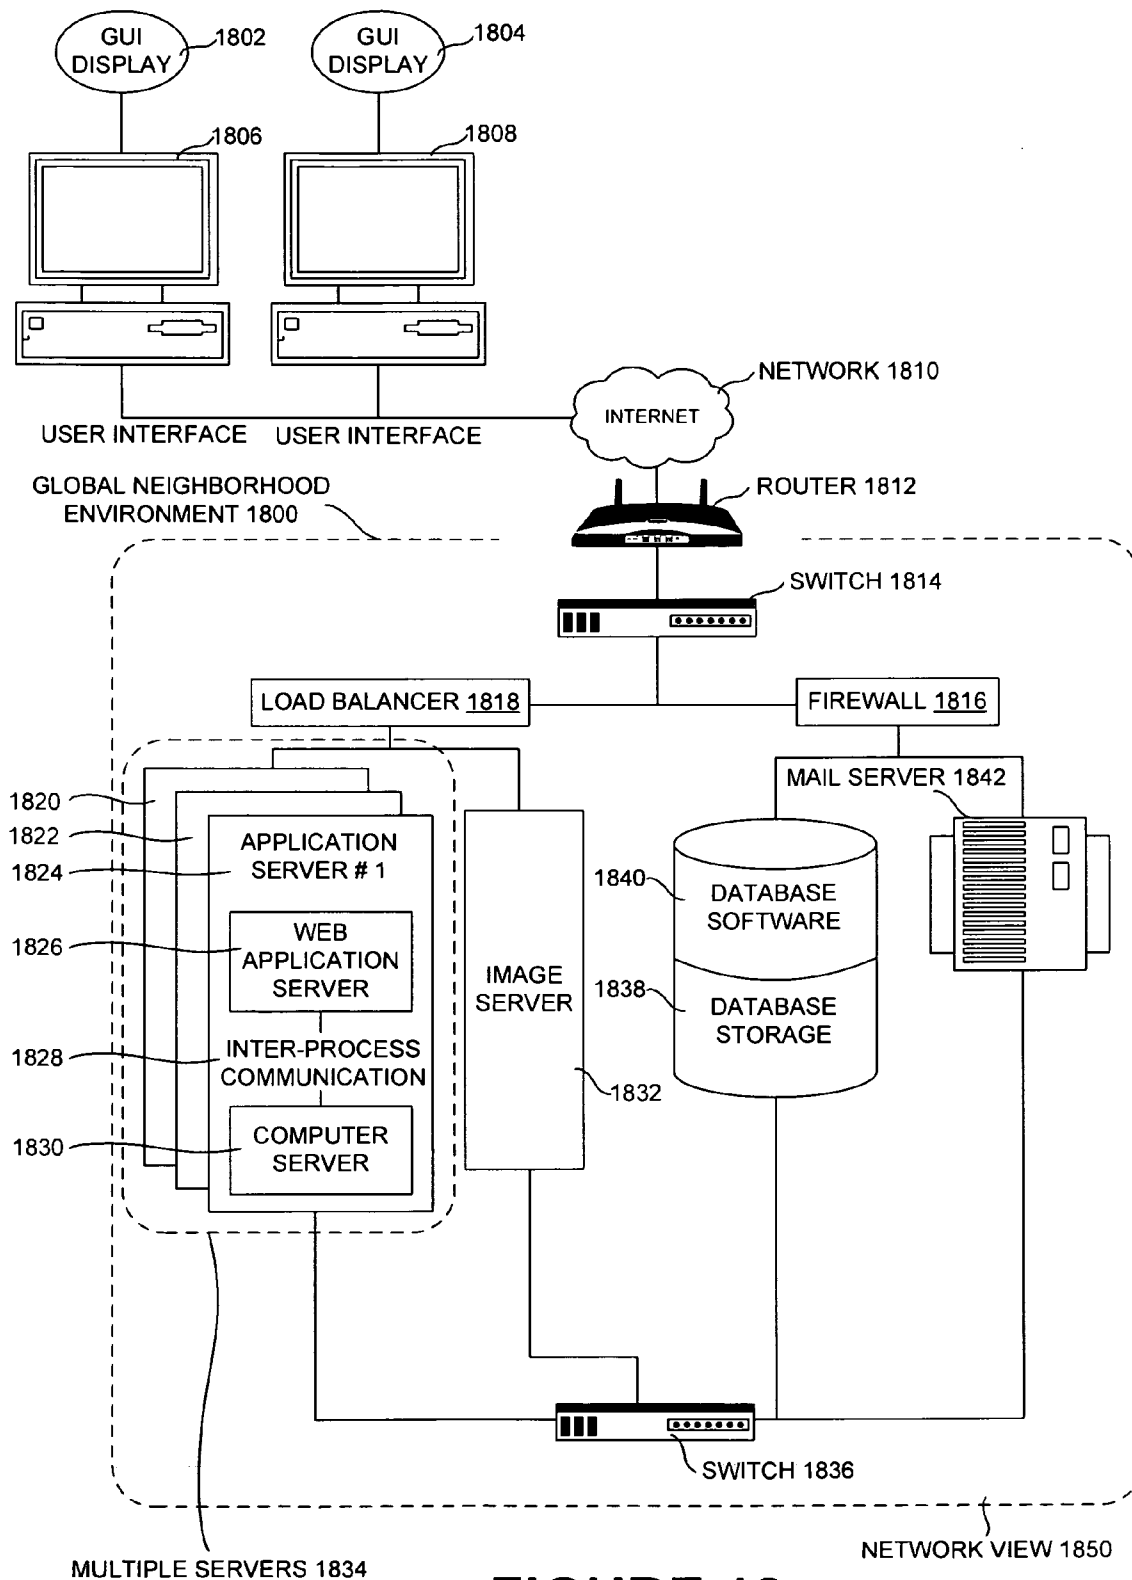 GUI
DISPLAY
1802
GUI
DISPLAY
1804
1806
1808
USER INTERFACE
USER INTERFACE
NETWORK 1810
INTERNET
GLOBAL NEIGHBORHOOD
ENVIRONMENT 1800
ROUTER 1812
SWITCH 1814
LOAD BALANCER 1818
FIREWALL 1816
MAIL SERVER 1842
1820
1822
1824
APPLICATION
SERVER # 1
1826
WEB
APPLICATION
SERVER
1828
INTER-PROCESS
COMMUNICATION
1830
COMPUTER
SERVER
IMAGE
SERVER
1832
1840
DATABASE
SOFTWARE
1838
DATABASE
STORAGE
SWITCH 1836
NETWORK VIEW 1850
MULTIPLE SERVERS 1834